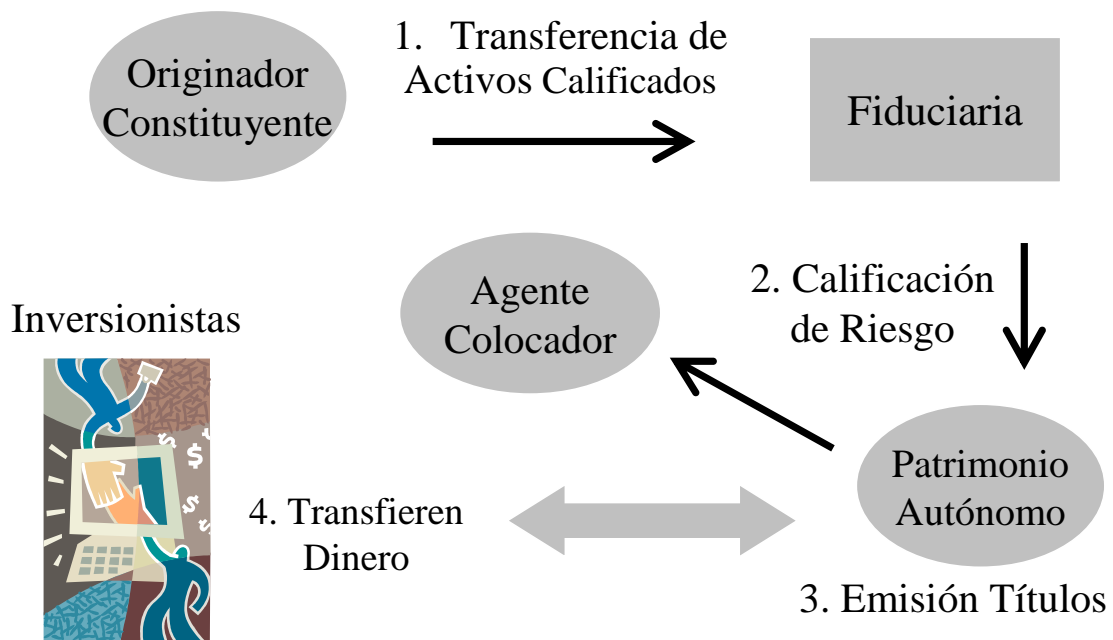 Originador
Constituyente
1. Transferencia de
Activos Calificados
Fiduciaria
2. Calificación
de Riesgo
Agente
Colocador
Inversionistas
$
$
$
$
Patrimonio
Autónomo
4. Transfieren
Dinero
3. Emisión Títulos